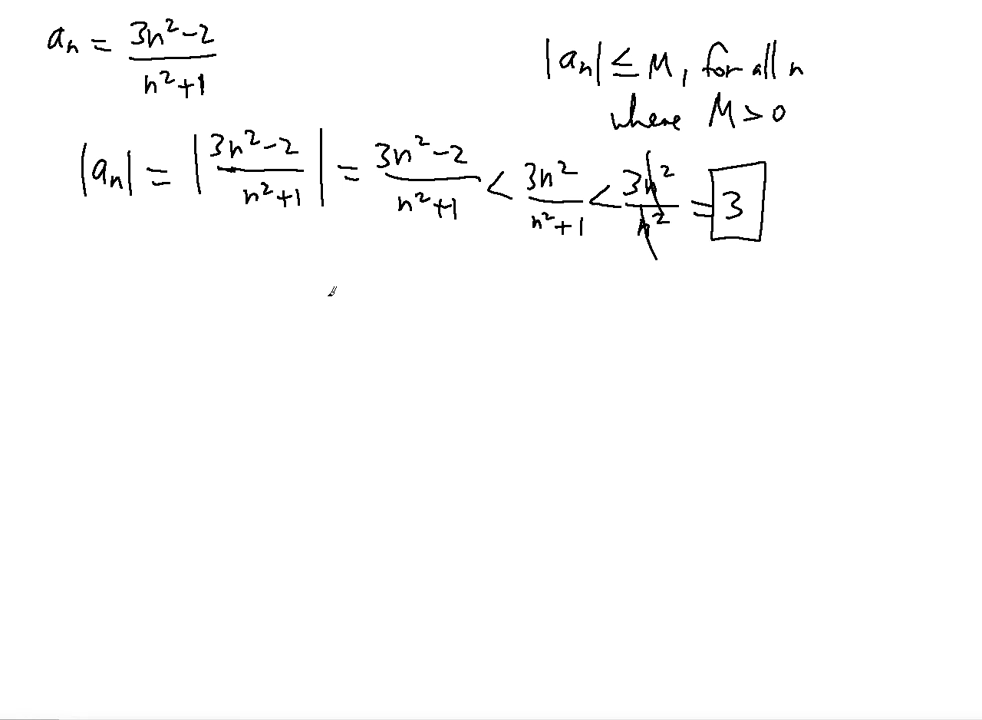 aₙ = (3n² - 2)/(n² + 1)
|aₙ| ≤ M, for all n
where M > 0
|aₙ| = |(3n² - 2)/(n² + 1)| = (3n² - 2)/(n² + 1) < 3n²/(n² + 1) < 3n²/n² = 3